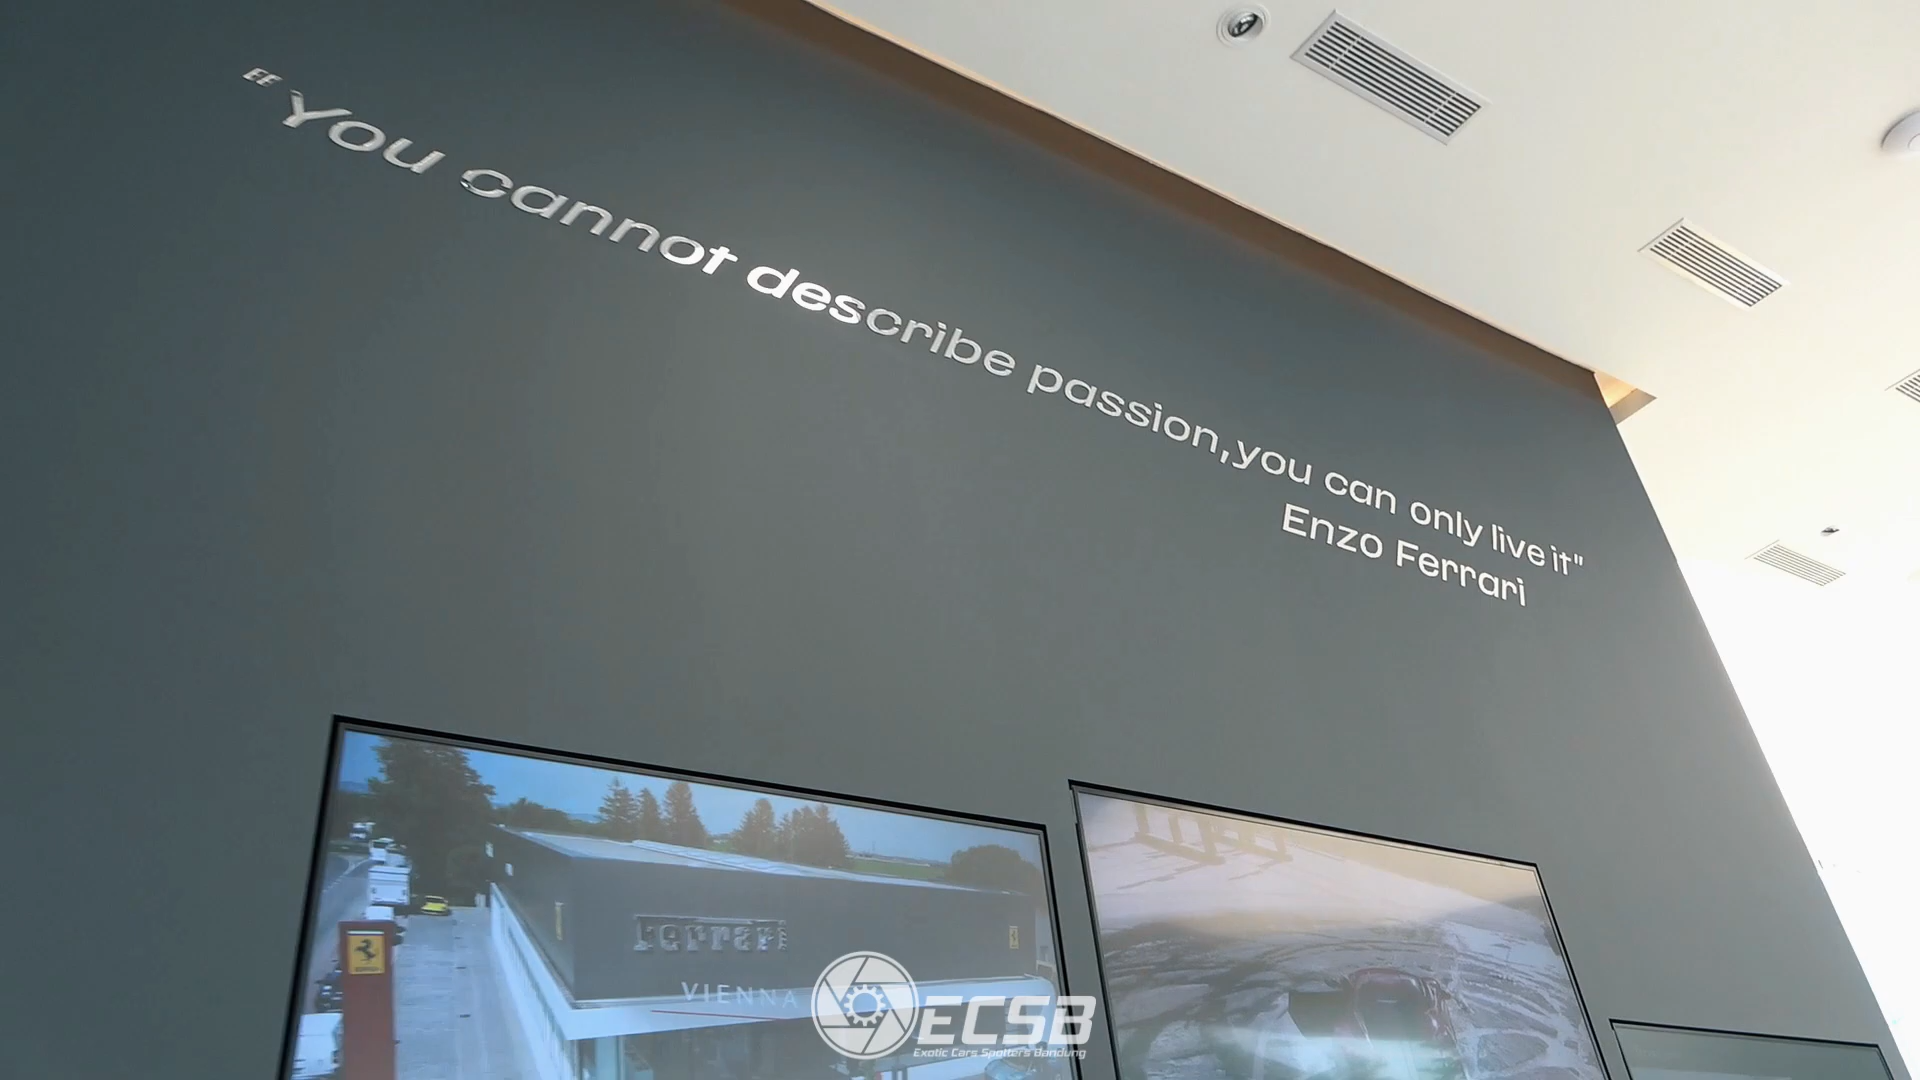 "You cannot describe passion,you can only live it"
Enzo Ferrari
Ferrari
VIENNA
ECSB
Exotic Cars Spotters Bandung